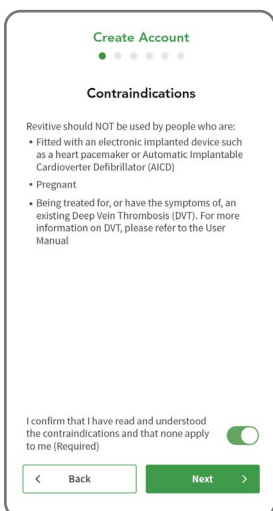 Create Account
Contraindications
Revitive should NOT be used by people who are:
• Fitted with an electronic implanted device such
as a heart pacemaker or Automatic Implantable
Cardioverter Defibrillator (AICD)
• Pregnant
• Being treated for, or have the symptoms of, an
existing Deep Vein Thrombosis (DVT). For more
information on DVT, please refer to the User
Manual
I confirm that I have read and understood
the contraindications and that none apply
to me (Required)
< Back
Next >